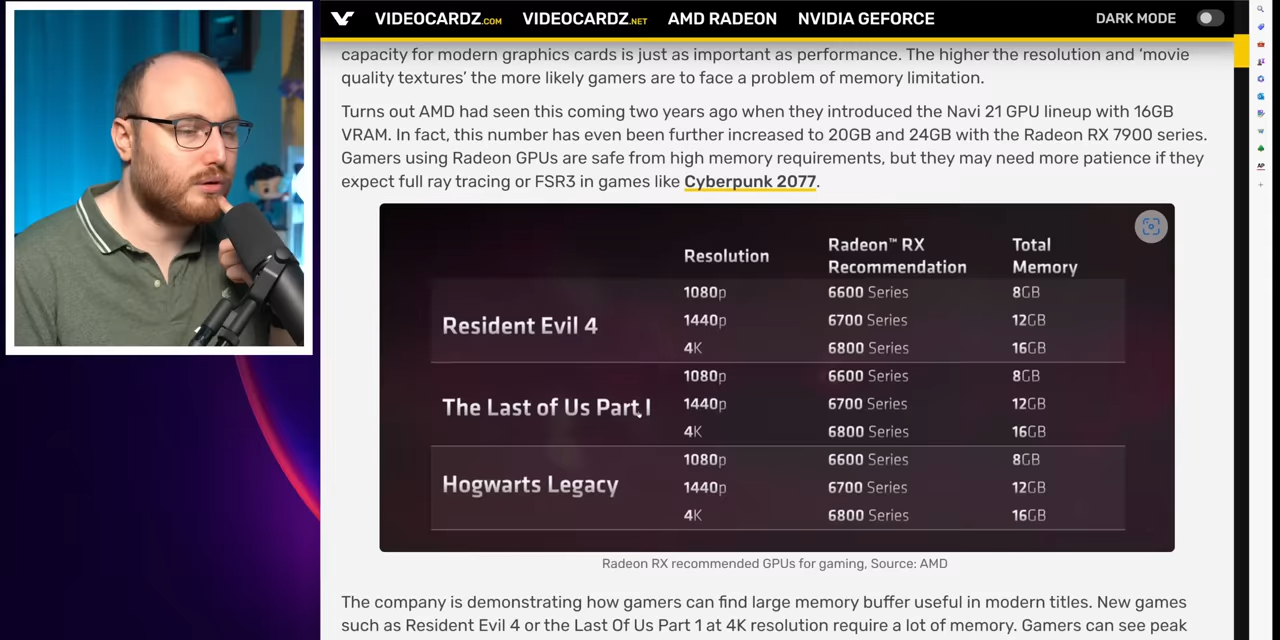 VIDEOCARDZ.COM VIDEOCARDZ.NET AMD RADEON NVIDIA GEFORCE DARK MODE
capacity for modern graphics cards is just as important as performance. The higher the resolution and ‘movie
quality textures’ the more likely gamers are to face a problem of memory limitation.
Turns out AMD had seen this coming two years ago when they introduced the Navi 21 GPU lineup with 16GB
VRAM. In fact, this number has even been further increased to 20GB and 24GB with the Radeon RX 7900 series.
Gamers using Radeon GPUs are safe from high memory requirements, but they may need more patience if they
expect full ray tracing or FSR3 in games like Cyberpunk 2077.
Resolution Radeon™ RX Recommendation Total Memory
Resident Evil 4
1080p 6600 Series 8GB
1440p 6700 Series 12GB
4K 6800 Series 16GB
The Last of Us Part I
1080p 6600 Series 8GB
1440p 6700 Series 12GB
4K 6800 Series 16GB
Hogwarts Legacy
1080p 6600 Series 8GB
1440p 6700 Series 12GB
4K 6800 Series 16GB
Radeon RX recommended GPUs for gaming, Source: AMD
The company is demonstrating how gamers can find large memory buffer useful in modern titles. New games
such as Resident Evil 4 or the Last Of Us Part 1 at 4K resolution require a lot of memory. Gamers can see peak
AP